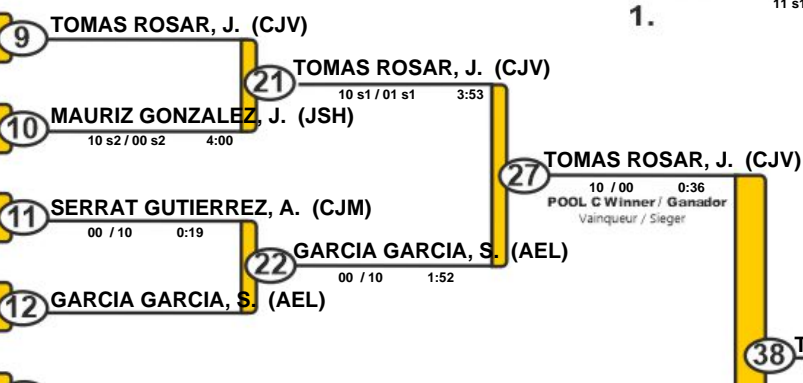 11 s1
1.
9 TOMAS ROSAR, J. (CJV)
21 TOMAS ROSAR, J. (CJV)
10 s1 / 01 s1 3:53
10 MAURIZ GONZALEZ, J. (JSH)
10 s2 / 00 s2 4:00
27 TOMAS ROSAR, J. (CJV)
10 / 00 0:36
POOL C Winner / Ganador
Vainqueur / Sieger
11 SERRAT GUTIERREZ, A. (CJM)
00 / 10 0:19
22 GARCIA GARCIA, S. (AEL)
00 / 10 1:52
12 GARCIA GARCIA, S. (AEL)
38 T